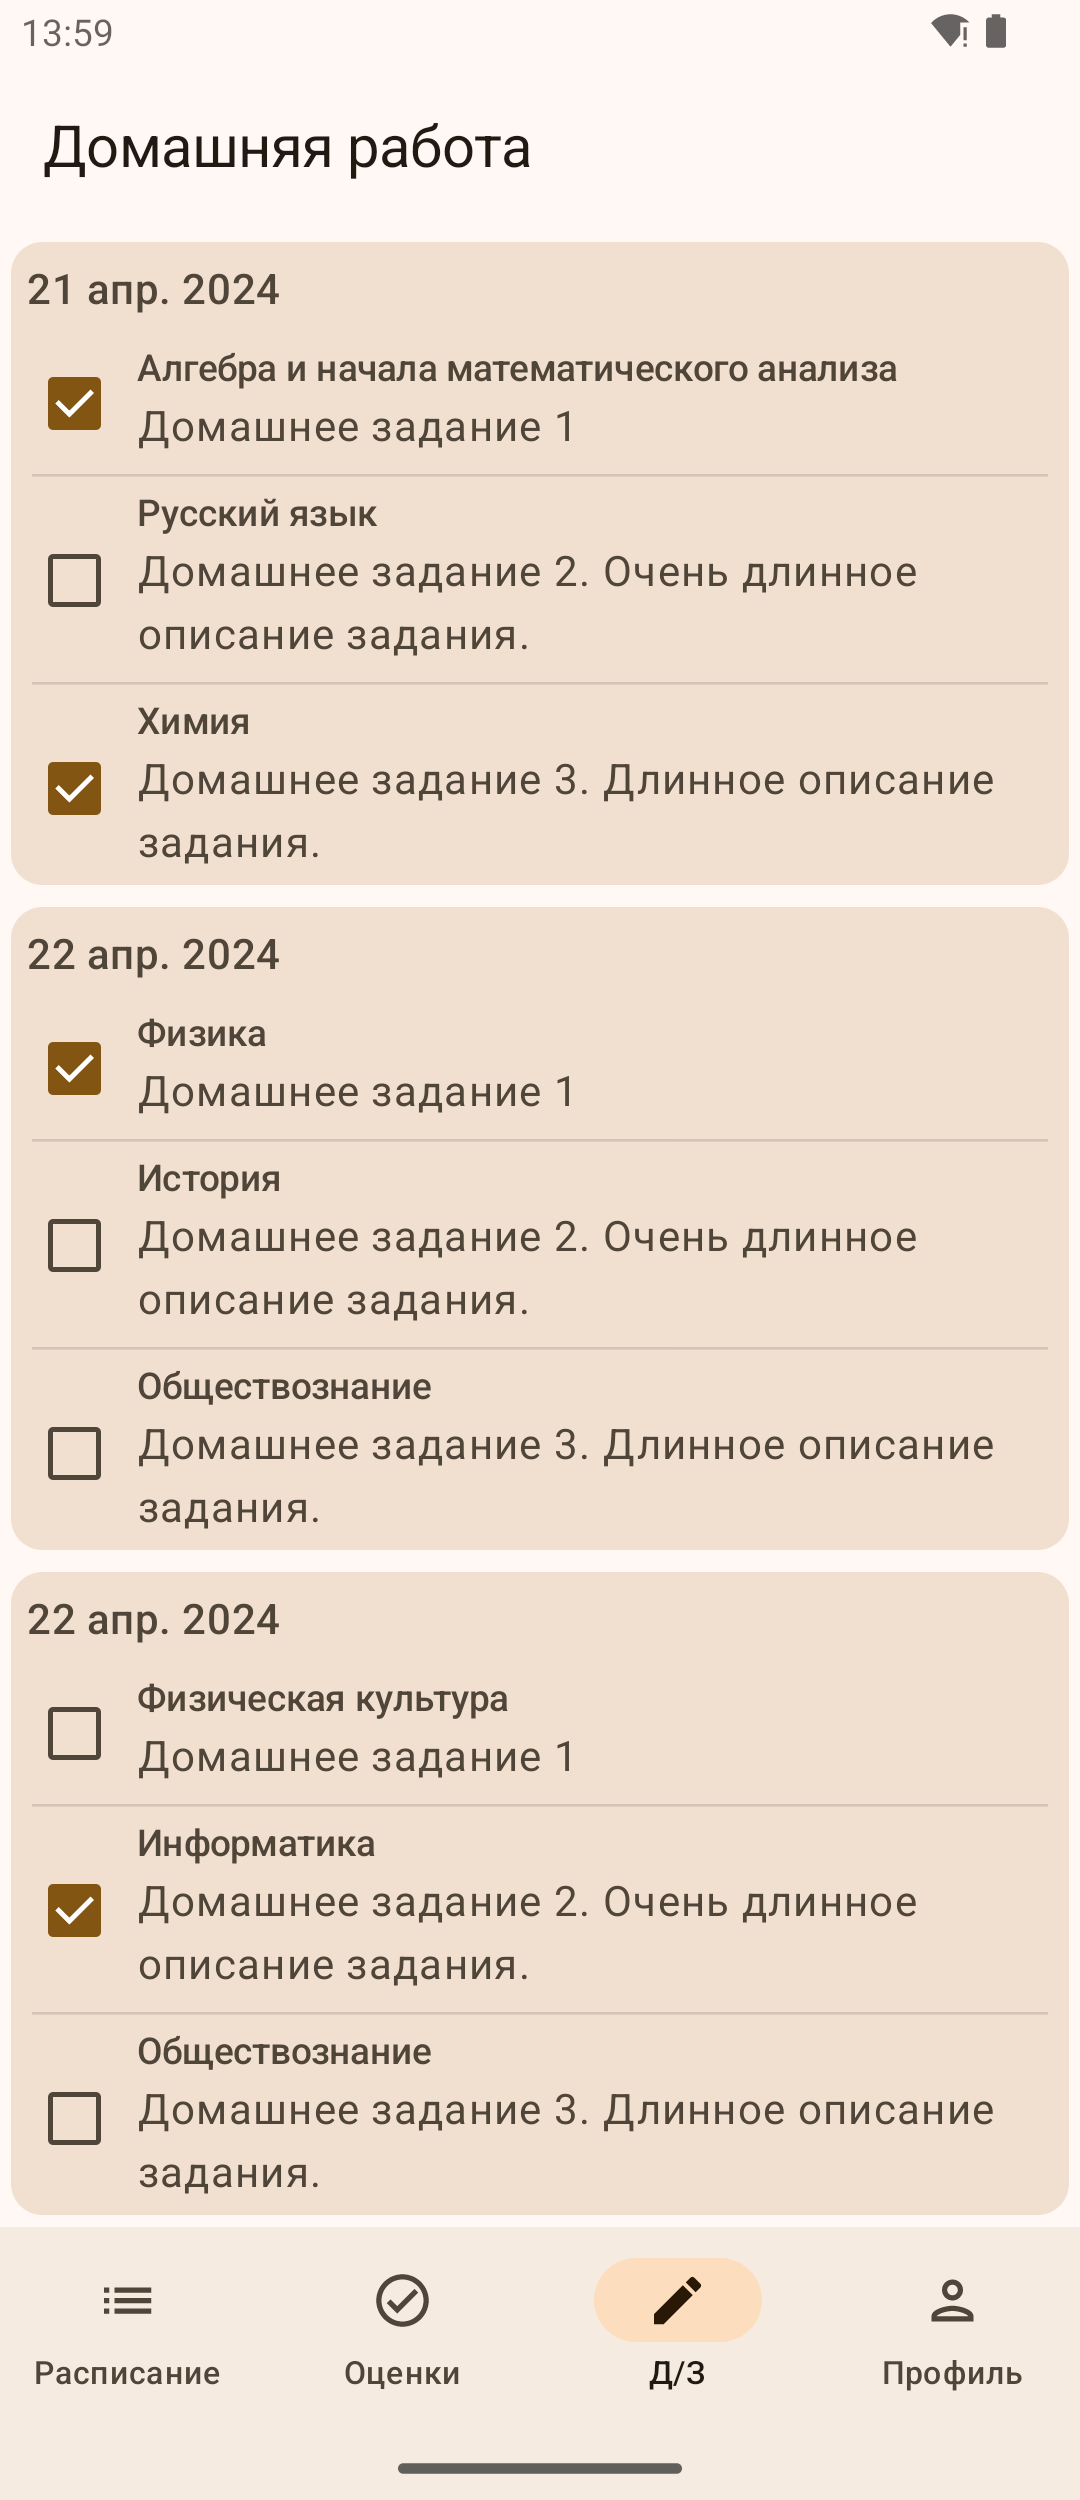 13:59
Домашняя работа
21 апр. 2024
Алгебра и начала математического анализа
Домашнее задание 1
Русский язык
Домашнее задание 2. Очень длинное
описание задания.
Химия
Домашнее задание 3. Длинное описание
задания.
22 апр. 2024
Физика
Домашнее задание 1
История
Домашнее задание 2. Очень длинное
описание задания.
Обществознание
Домашнее задание 3. Длинное описание
задания.
22 апр. 2024
Физическая культура
Домашнее задание 1
Информатика
Домашнее задание 2. Очень длинное
описание задания.
Обществознание
Домашнее задание 3. Длинное описание
задания.
Расписание
Оценки
Д/З
Профиль